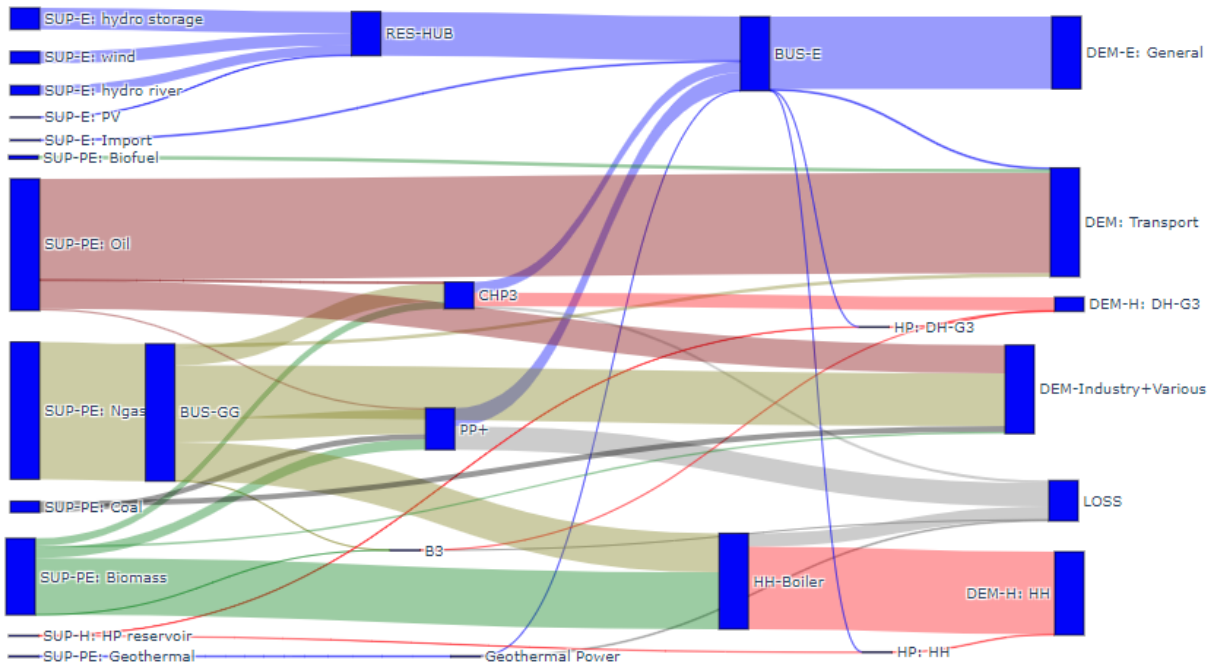 SUP-E: hydro storage
RES-HUB
SUP-E: wind
BUS-E
DEM-E: General
SUP-E: hydro river
SUP-E: PV
SUP-E: Import
SUP-PE: Biofuel
SUP-PE: Oil
DEM: Transport
CHP3
DEM-H: DH-G3
HP: DH-G3
SUP-PE: Ngas
BUS-GG
DEM-Industry+Various
PP+
SUP-PE: Coal
LOSS
B3
SUP-PE: Biomass
HH-Boiler
DEM-H: HH
SUP-H: HP reservoir
SUP-PE: Geothermal
Geothermal Power
HP: HH